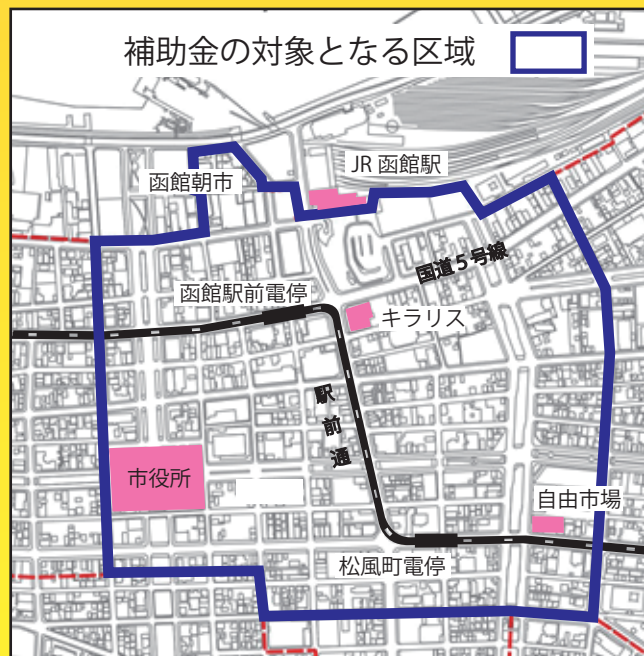 補助金の対象となる区域
JR 函館駅
函館朝市
国道5号線
函館駅前電停
キラリス
駅前通
市役所
自由市場
松風町電停